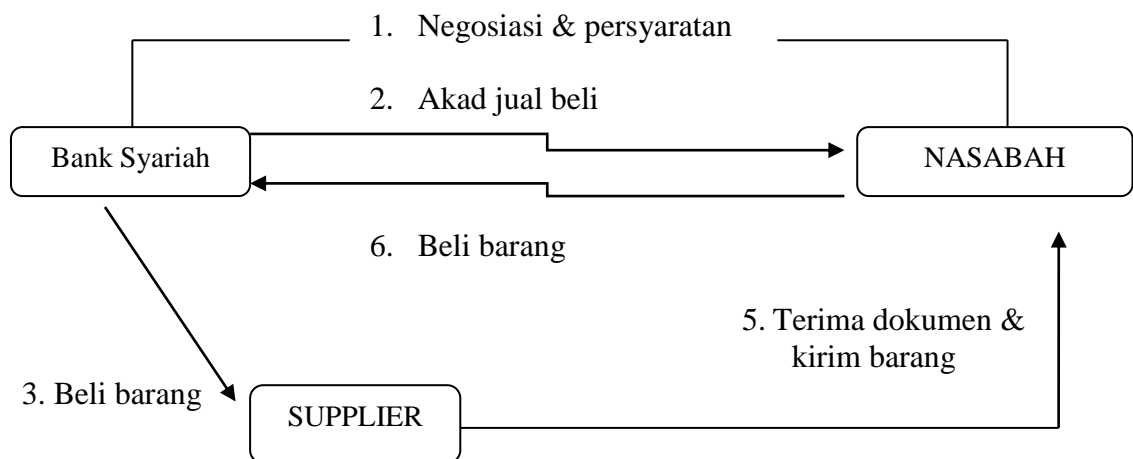 1. Negosiasi & persyaratan
2. Akad jual beli
Bank Syariah
NASABAH
6. Beli barang
5. Terima dokumen &
kirim barang
3. Beli barang
SUPPLIER